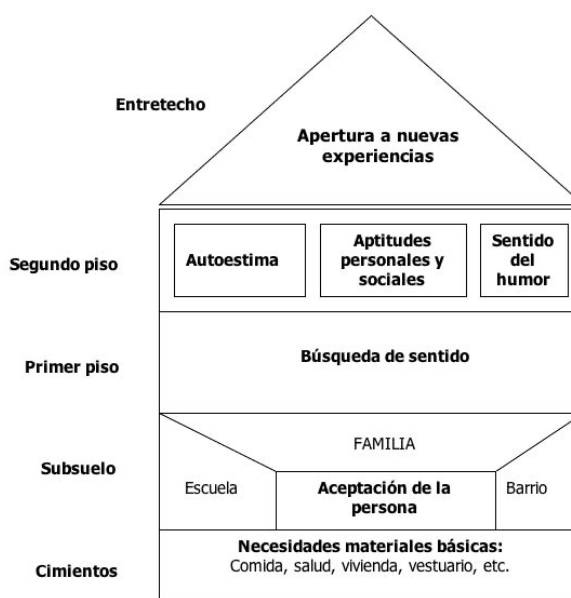 Entretecho
Apertura a nuevas
experiencias
Segundo piso
Autoestima
Aptitudes
personales y
sociales
Sentido
del
humor
Primer piso
Búsqueda de sentido
Subsuelo
FAMILIA
Escuela
Aceptación de la
persona
Barrio
Cimientos
Necesidades materiales básicas:
Comida, salud, vivienda, vestuario, etc.